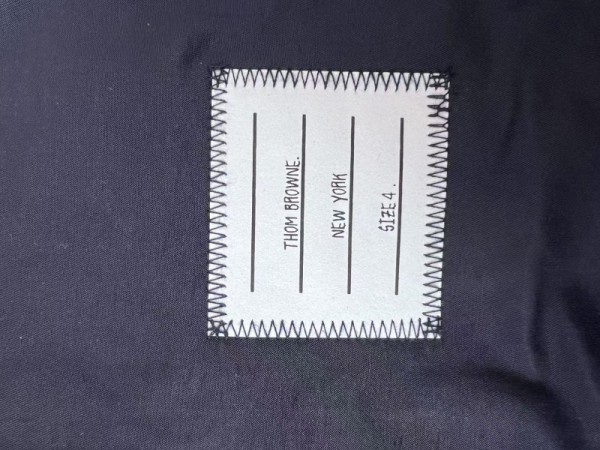 THOM BROWNE.
NEW YORK
SIZE 4 .